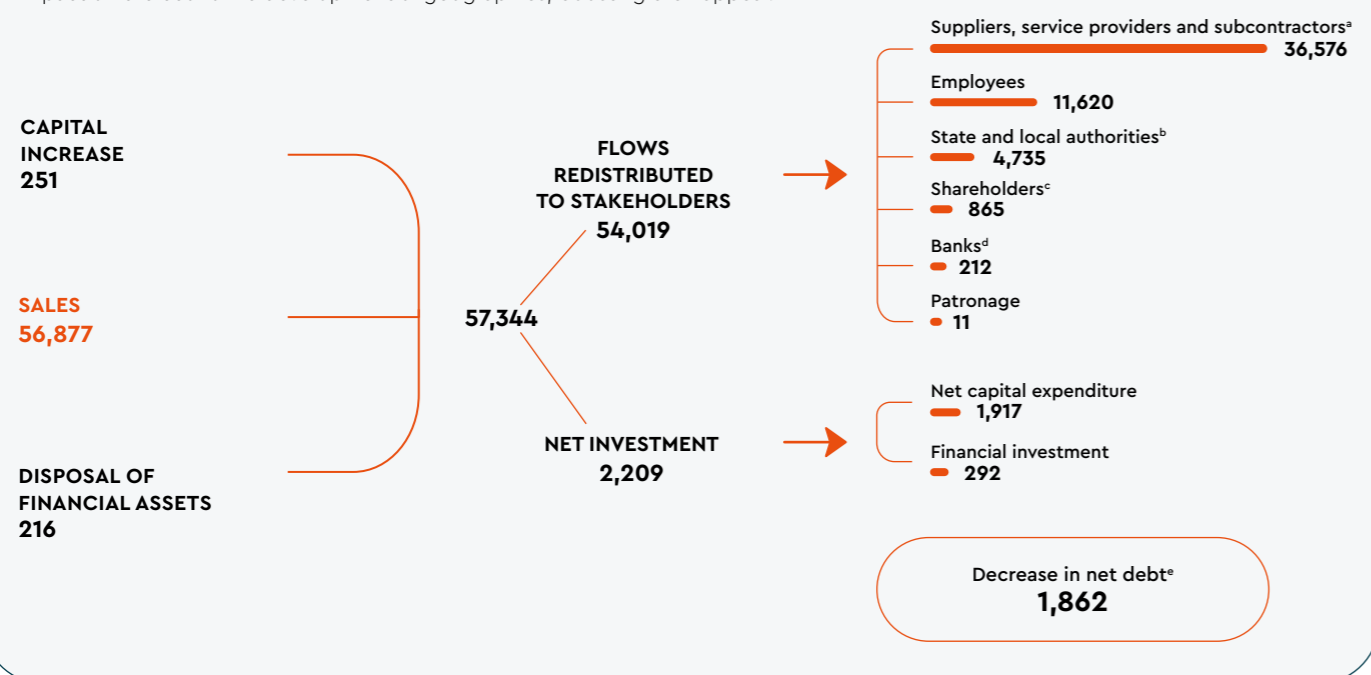 CAPITAL
INCREASE
251
SALES
56,877
DISPOSAL OF
FINANCIAL ASSETS
216
57,344
FLOWS
REDISTRIBUTED
TO STAKEHOLDERS
54,019
NET INVESTMENT
2,209
Suppliers, service providers and subcontractorsᵃ
36,576
Employees
11,620
State and local authoritiesᵇ
4,735
Shareholdersᶜ
865
Banksᵈ
212
Patronage
11
Net capital expenditure
1,917
Financial investment
292
Decrease in net debtᵉ
1,862